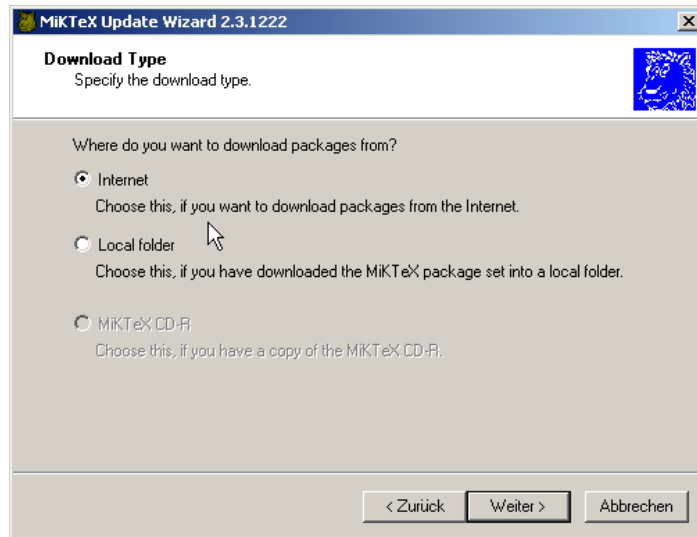 MiKTeX Update Wizard 2.3.1222
Download Type
Specify the download type.
Where do you want to download packages from?
Internet
Choose this, if you want to download packages from the Internet.
Local folder
Choose this, if you have downloaded the MiKTeX package set into a local folder.
MiKTeX CD-R
Choose this, if you have a copy of the MiKTeX CD-R.
< Zurück Weiter > Abbrechen